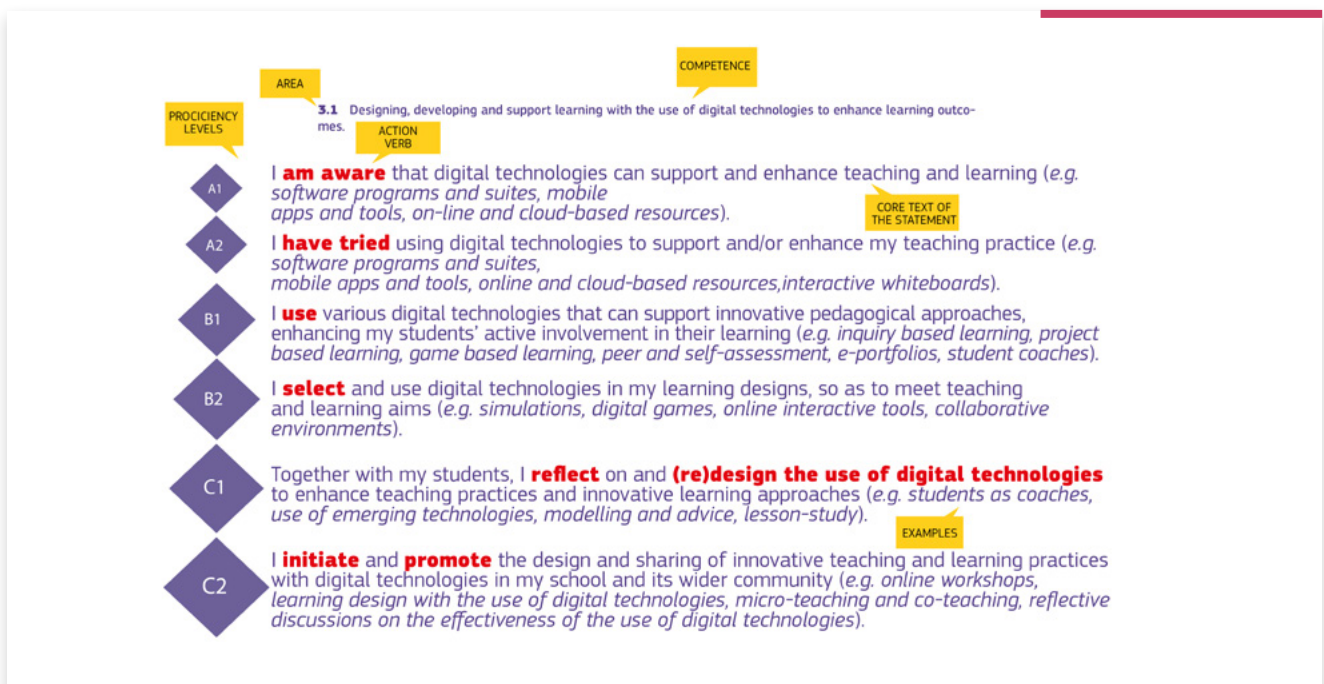 COMPETENCE
AREA
3.1 Designing, developing and support learning with the use of digital technologies to enhance learning outco-
mes.
PROCICIENCY
LEVELS
ACTION
VERB
A1
I am aware that digital technologies can support and enhance teaching and learning (e.g.
software programs and suites, mobile
apps and tools, on-line and cloud-based resources).
CORE TEXT OF
THE STATEMENT
A2
I have tried using digital technologies to support and/or enhance my teaching practice (e.g.
software programs and suites,
mobile apps and tools, online and cloud-based resources,interactive whiteboards).
B1
I use various digital technologies that can support innovative pedagogical approaches,
enhancing my students' active involvement in their learning (e.g. inquiry based learning, project
based learning, game based learning, peer and self-assessment, e-portfolios, student coaches).
B2
I select and use digital technologies in my learning designs, so as to meet teaching
and learning aims (e.g. simulations, digital games, online interactive tools, collaborative
environments).
C1
Together with my students, I reflect on and (re)design the use of digital technologies
to enhance teaching practices and innovative learning approaches (e.g. students as coaches,
use of emerging technologies, modelling and advice, lesson-study).
EXAMPLES
C2
I initiate and promote the design and sharing of innovative teaching and learning practices
with digital technologies in my school and its wider community (e.g. online workshops,
learning design with the use of digital technologies, micro-teaching and co-teaching, reflective
discussions on the effectiveness of the use of digital technologies).